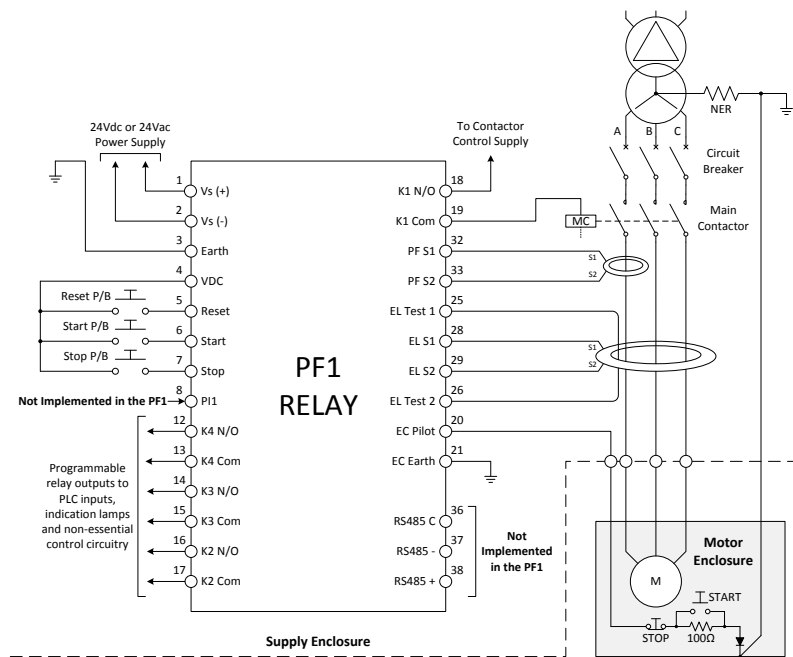 NER
A
B
C
Circuit
Breaker
Main
Contactor
24Vdc or 24Vac
Power Supply
To Contactor
Control Supply
1
Vs (+)
2
Vs (-)
3
Earth
4
VDC
5
Reset
6
Start
7
Stop
8
PI1
12
K4 N/O
13
K4 Com
14
K3 N/O
15
K3 Com
16
K2 N/O
17
K2 Com
Reset P/B
Start P/B
Stop P/B
Not Implemented in the PF1
Programmable
relay outputs to
PLC inputs,
indication lamps
and non-essential
control circuitry
PF1
RELAY
18
K1 N/O
19
K1 Com
32
PF S1
33
PF S2
25
EL Test 1
28
EL S1
29
EL S2
26
EL Test 2
20
EC Pilot
21
EC Earth
36
RS485 C
37
RS485 -
38
RS485 +
Not
Implemented
in the PF1
MC
S1
S2
S1
S2
Motor
Enclosure
M
START
STOP
100Ω
Supply Enclosure